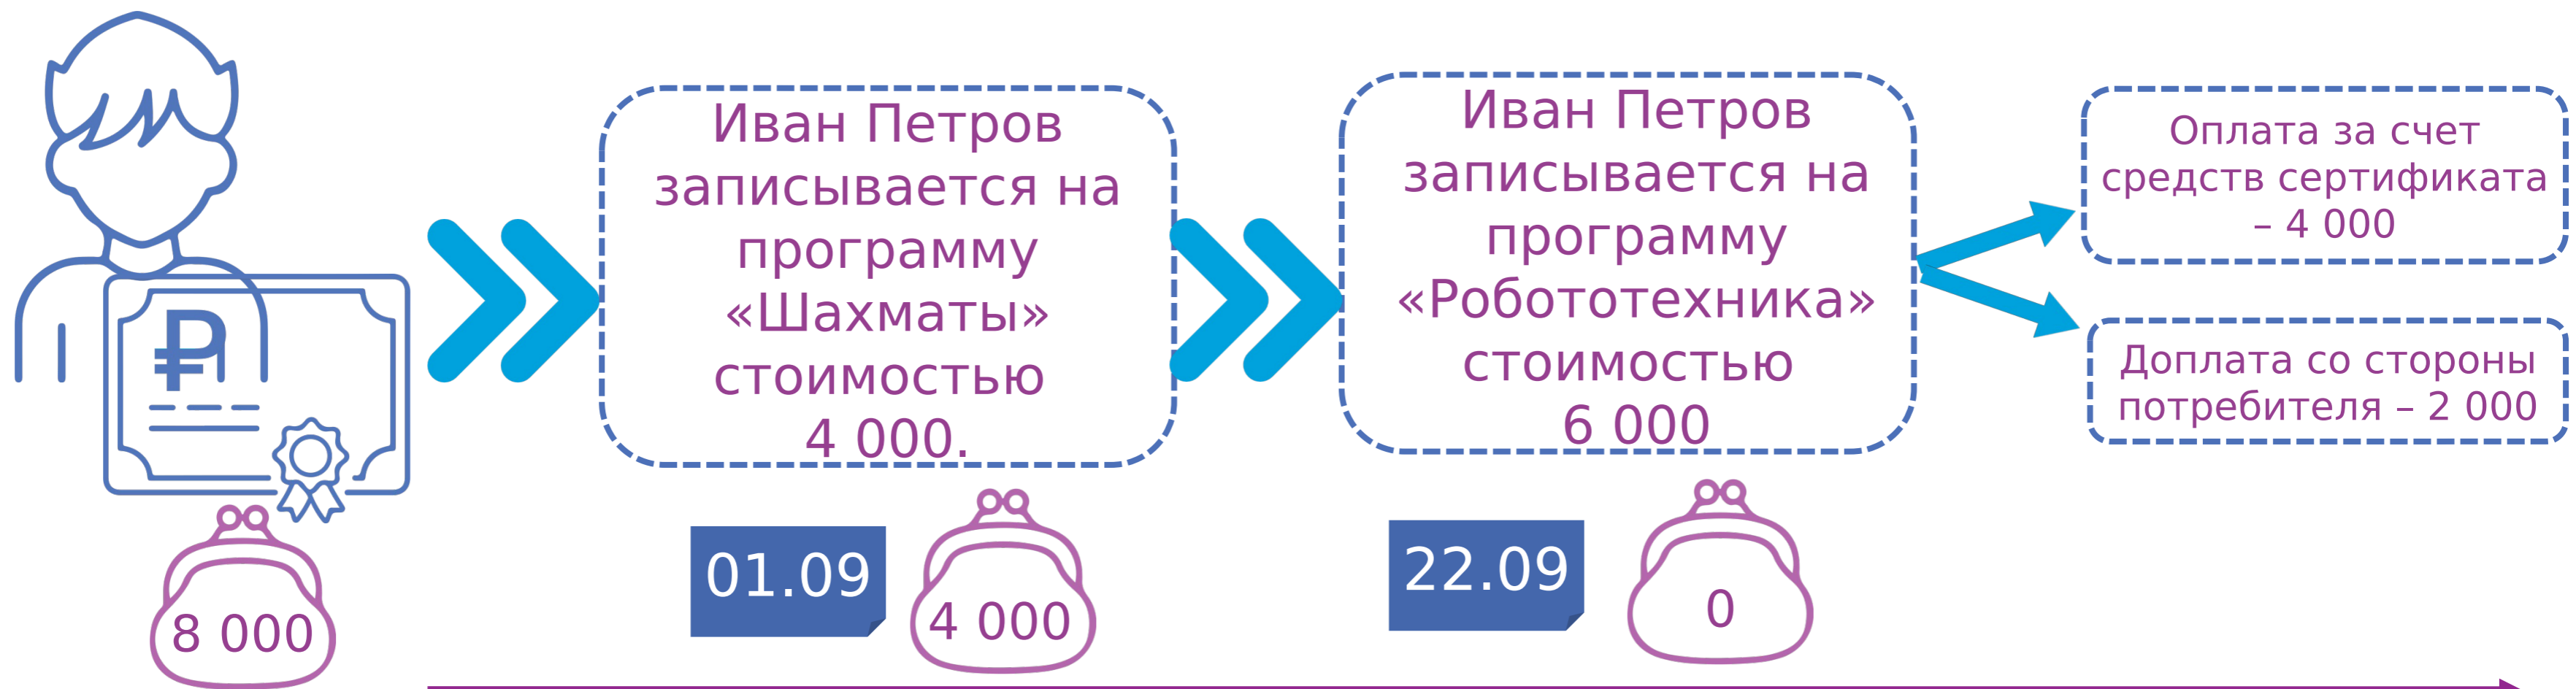 Иван Петров
записывается на
программу
«Шахматы»
стоимостью
4 000.
Иван Петров
записывается на
программу
«Робототехника»
стоимостью
6 000
Оплата за счет
средств сертификата
– 4 000
Доплата со стороны
потребителя – 2 000
₽
8 000
01.09
4 000
22.09
0